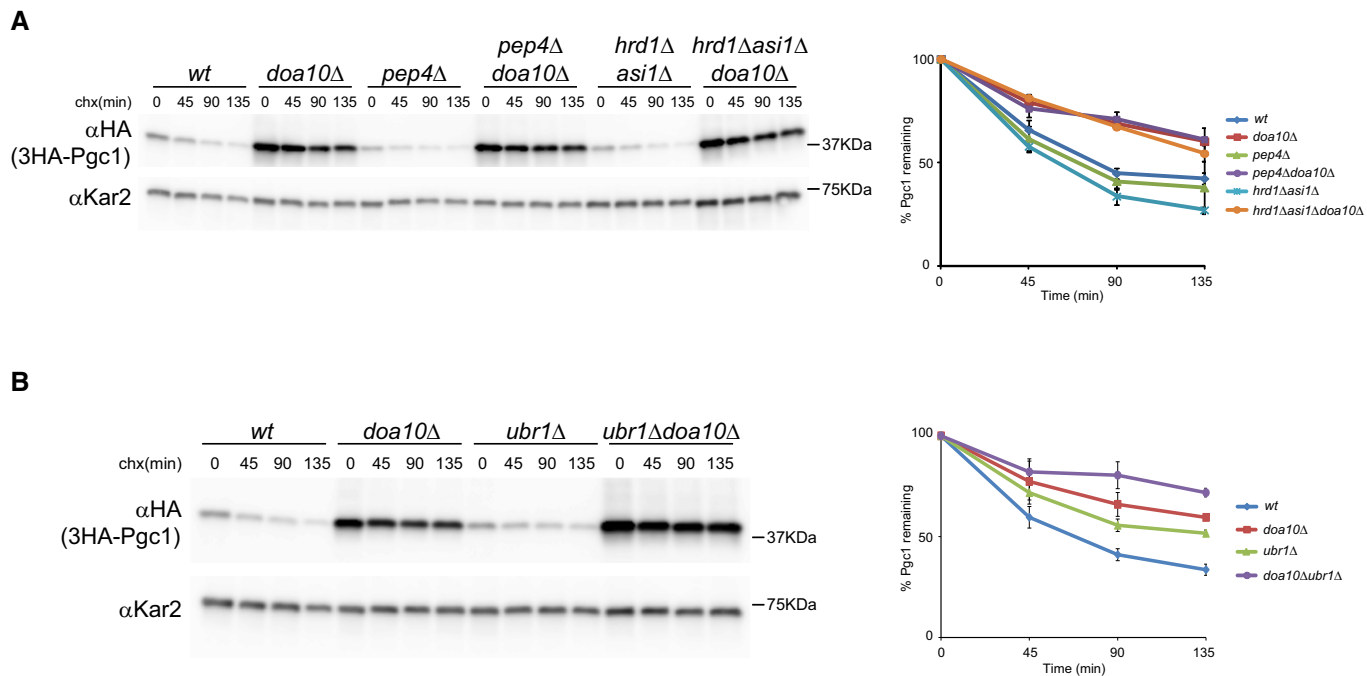 A
pep4Δ hrd1Δ hrd1Δasi1Δ
wt doa10Δ pep4Δ doa10Δ asi1Δ doa10Δ
chx(min) 0 45 90 135 0 45 90 135 0 45 90 135 0 45 90 135 0 45 90 135 0 45 90 135
αHA
(3HA-Pgc1)
37KDa
αKar2
75KDa
100
50
0
% Pgc1 remaining
0 45 90 135
Time (min)
wt
doa10Δ
pep4Δ
pep4Δdoa10Δ
hrd1Δasi1Δ
hrd1Δasi1Δdoa10Δ
B
wt doa10Δ ubr1Δ ubr1Δdoa10Δ
chx(min) 0 45 90 135 0 45 90 135 0 45 90 135 0 45 90 135
αHA
(3HA-Pgc1)
37KDa
αKar2
75KDa
100
50
0
% Pgc1 remaining
0 45 90 135
Time (min)
wt
doa10Δ
ubr1Δ
doa10Δubr1Δ